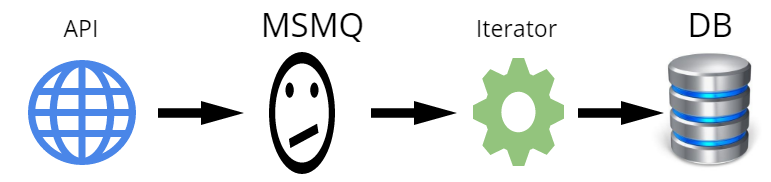 API
MSMQ
Iterator
DB